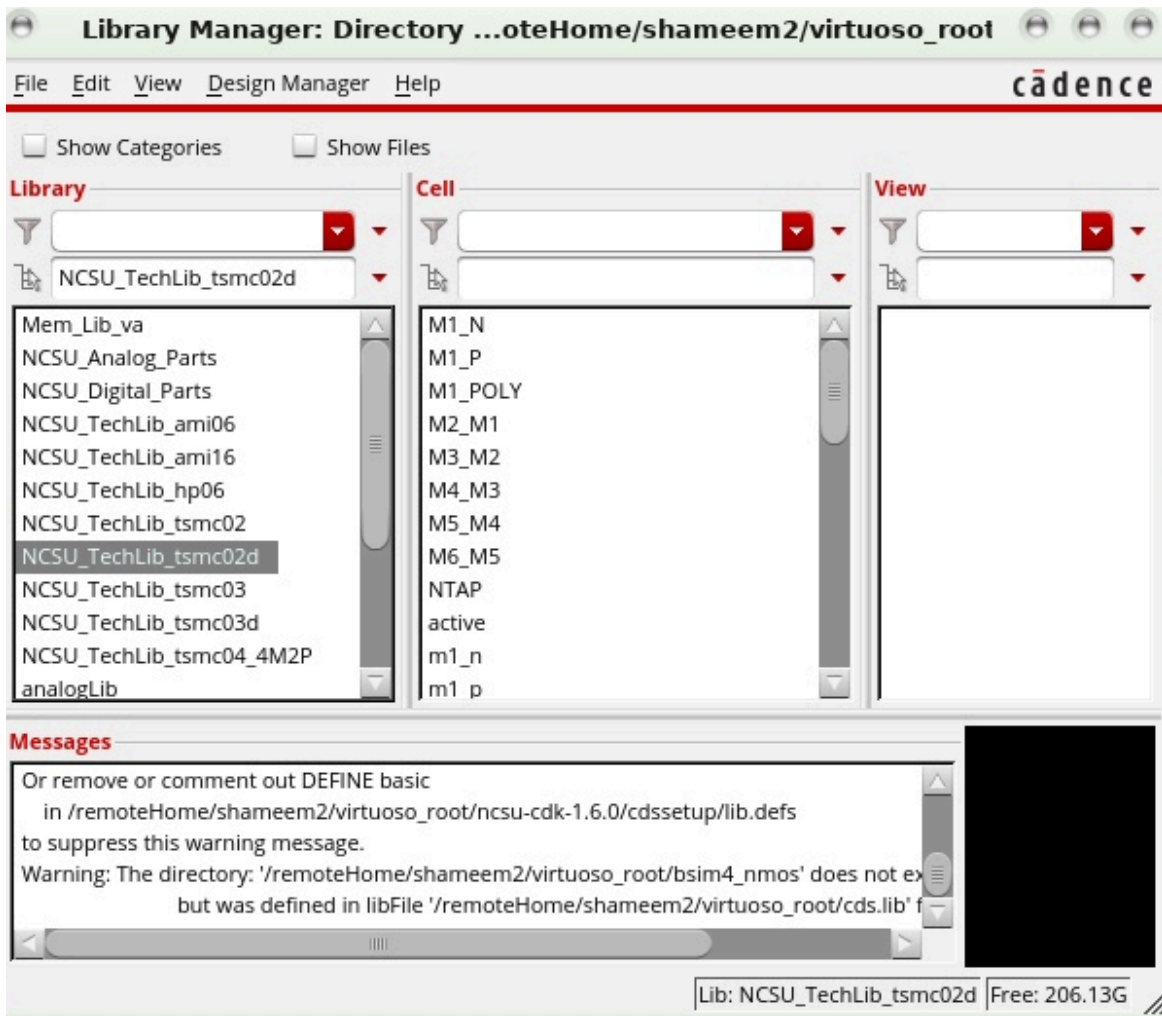 Library Manager: Directory ...oteHome/shameem2/virtuoso_root
File Edit View Design Manager Help
cādence
Show Categories Show Files
Library
NCSU_TechLib_tsmc02d
Mem_Lib_va
NCSU_Analog_Parts
NCSU_Digital_Parts
NCSU_TechLib_ami06
NCSU_TechLib_ami16
NCSU_TechLib_hp06
NCSU_TechLib_tsmc02
NCSU_TechLib_tsmc02d
NCSU_TechLib_tsmc03
NCSU_TechLib_tsmc03d
NCSU_TechLib_tsmc04_4M2P
analogLib
Cell
M1_N
M1_P
M1_POLY
M2_M1
M3_M2
M4_M3
M5_M4
M6_M5
NTAP
active
m1_n
m1_p
View
Messages
Or remove or comment out DEFINE basic
in /remoteHome/shameem2/virtuoso_root/ncsu-cdk-1.6.0/cdssetup/lib.defs
to suppress this warning message.
Warning: The directory: '/remoteHome/shameem2/virtuoso_root/bsim4_nmos' does not ex
but was defined in libFile '/remoteHome/shameem2/virtuoso_root/cds.lib' f
Lib: NCSU_TechLib_tsmc02d Free: 206.13G